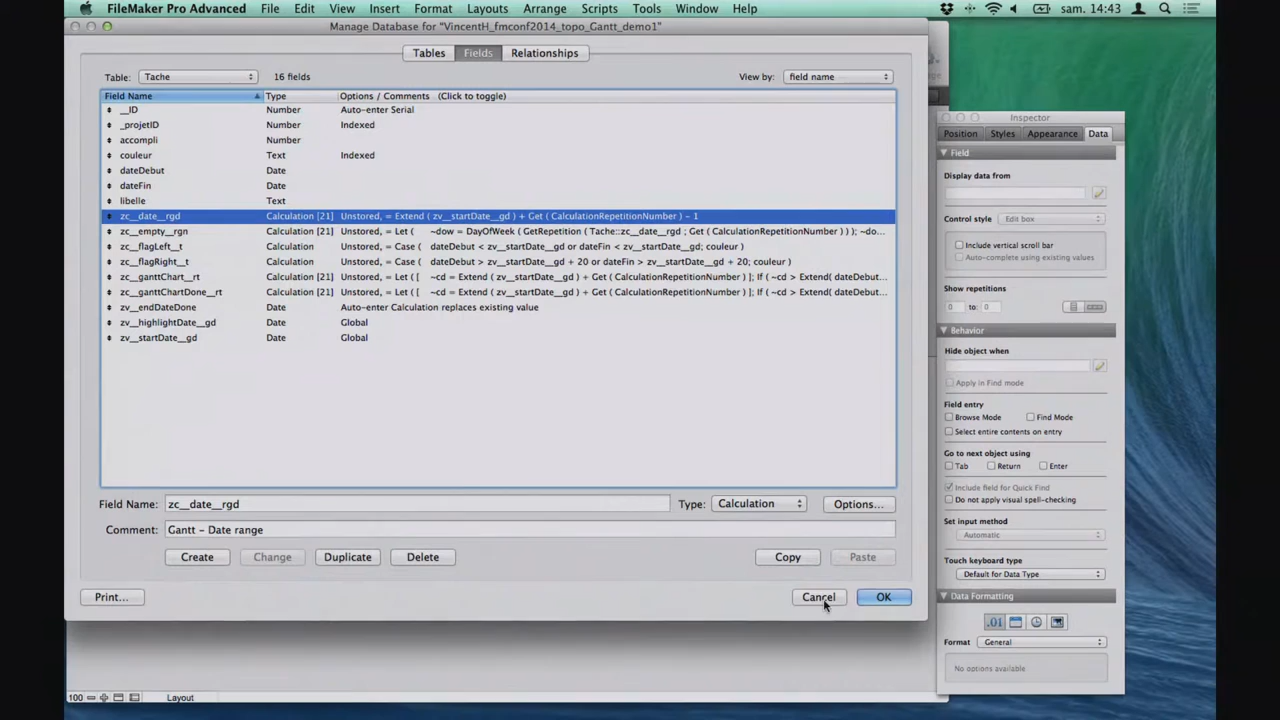 FileMaker Pro Advanced File Edit View Insert Format Layouts Arrange Scripts Tools Window Help sam. 14:43
Manage Database for "VincentH_fmconf2014_topo_Gantt_demo1"
Tables Fields Relationships
Table: Tache 16 fields View by: field name
Field Name Type Options / Comments (Click to toggle)
__ID Number Auto-enter Serial
_projetID Number Indexed
accompli Number
couleur Text Indexed
dateDebut Date
dateFin Date
libelle Text
zc__date__rgd Calculation [21] Unstored, = Extend ( zv__startDate__gd ) + Get ( CalculationRepetitionNumber ) - 1
zc__empty__rgn Calculation [21] Unstored, = Let ( ~dow = DayOfWeek ( GetRepetition ( Tache::zc__date__rgd ; Get ( CalculationRepetitionNumber ) ) ); ~do...
zc__flagLeft__t Calculation Unstored, = Case ( dateDebut < zv__startDate__gd or dateFin < zv__startDate__gd; couleur )
zc__flagRight__t Calculation Unstored, = Case ( dateDebut > zv__startDate__gd + 20 or dateFin > zv__startDate__gd + 20; couleur )
zc__ganttChart__rt Calculation [21] Unstored, = Let ( [ ~cd = Extend ( zv__startDate__gd ) + Get ( CalculationRepetitionNumber ) ]; If ( ~cd > Extend( dateDebut...
zc__ganttChartDone__rt Calculation [21] Unstored, = Let ( [ ~cd = Extend ( zv__startDate__gd ) + Get ( CalculationRepetitionNumber ) ]; If ( ~cd > Extend( dateDebut...
zv__endDateDone Date Auto-enter Calculation replaces existing value
zv__highlightDate__gd Date Global
zv__startDate__gd Date Global
Field Name: zc__date__rgd Type: Calculation Options...
Comment: Gantt - Date range
Create Change Duplicate Delete Copy Paste
Print... Cancel OK
100 Layout
Inspector
Position Styles Appearance Data
Field
Display data from
Control style Edit box
Include vertical scroll bar
Auto-complete using existing values
Show repetitions
0 to: 0
Behavior
Hide object when
Apply in Find mode
Field entry
Browse Mode Find Mode
Select entire contents on entry
Go to next object using
Tab Return Enter
Include field for Quick Find
Do not apply visual spell-checking
Set input method
Automatic
Touch keyboard type
Default for Data Type
Data Formatting
.01
Format General
No options available